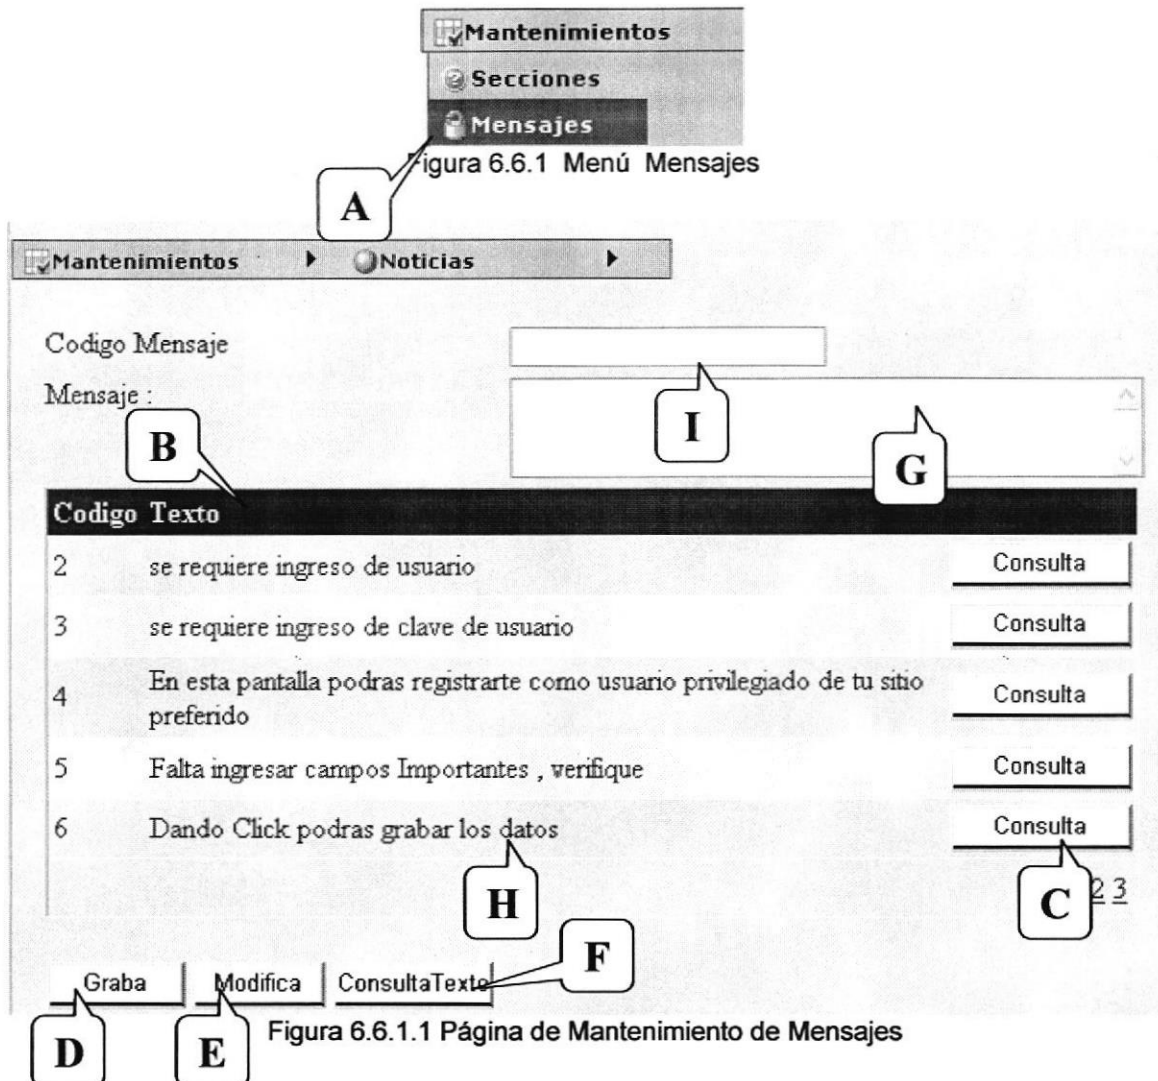 Mantenimientos
Secciones
Mensajes
Figura 6.6.1 Menú Mensajes
A
Mantenimientos Noticias
Codigo Mensaje
I
Mensaje :
B
G
Codigo Texto
2 se requiere ingreso de usuario Consulta
3 se requiere ingreso de clave de usuario Consulta
4 En esta pantalla podras registrarte como usuario privilegiado de tu sitio
preferido Consulta
5 Falta ingresar campos Importantes , verifique Consulta
6 Dando Click podras grabar los datos Consulta
H
C
2 3
F
Graba Modifica ConsultaTexto
Figura 6.6.1.1 Página de Mantenimiento de Mensajes
D
E